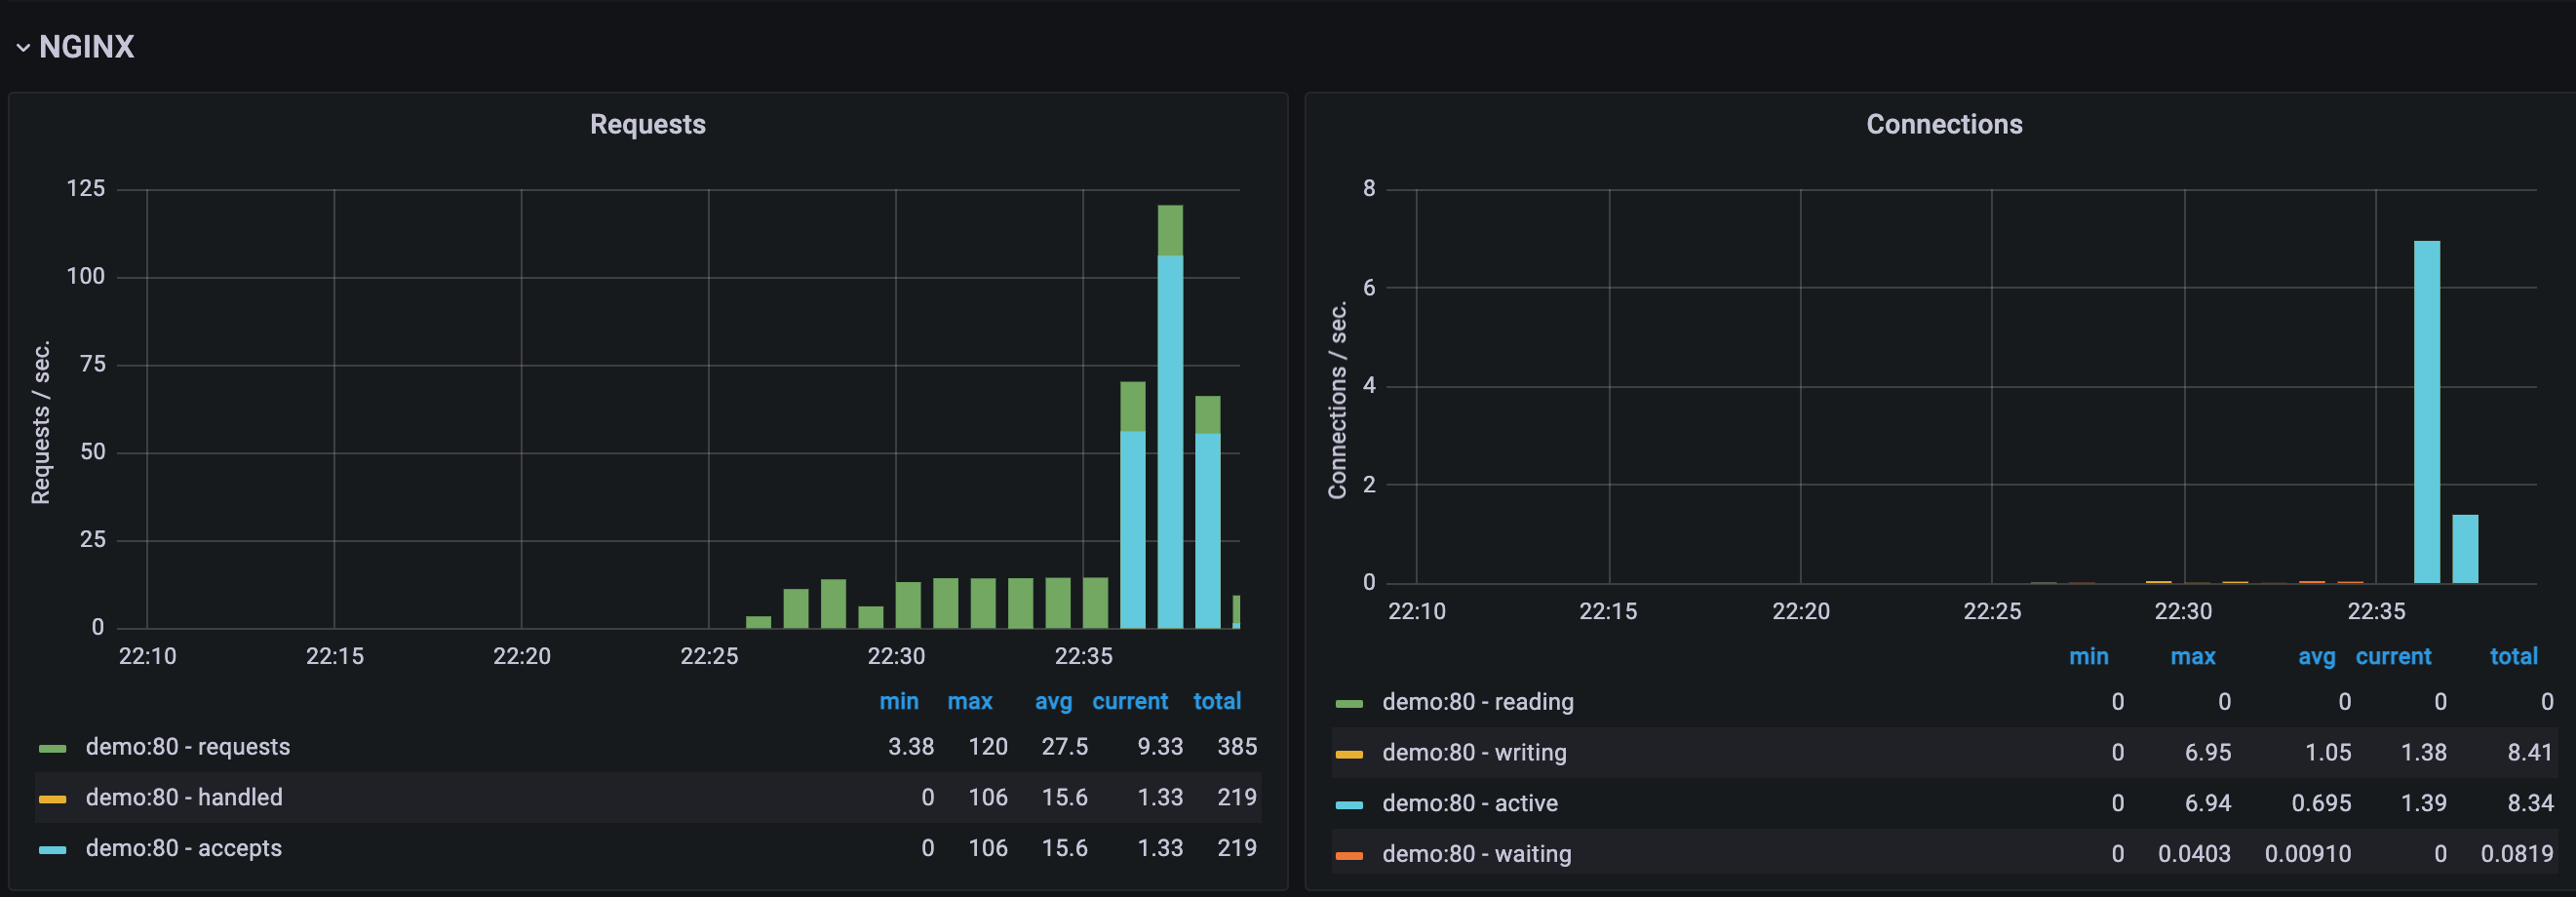 NGINX
Requests
Requests / sec.
125
100
75
50
25
0
22:10 22:15 22:20 22:25 22:30 22:35
min max avg current total
demo:80 - requests 3.38 120 27.5 9.33 385
demo:80 - handled 0 106 15.6 1.33 219
demo:80 - accepts 0 106 15.6 1.33 219
Connections
Connections / sec.
8
6
4
2
0
22:10 22:15 22:20 22:25 22:30 22:35
min max avg current total
demo:80 - reading 0 0 0 0 0
demo:80 - writing 0 6.95 1.05 1.38 8.41
demo:80 - active 0 6.94 0.695 1.39 8.34
demo:80 - waiting 0 0.0403 0.00910 0 0.0819